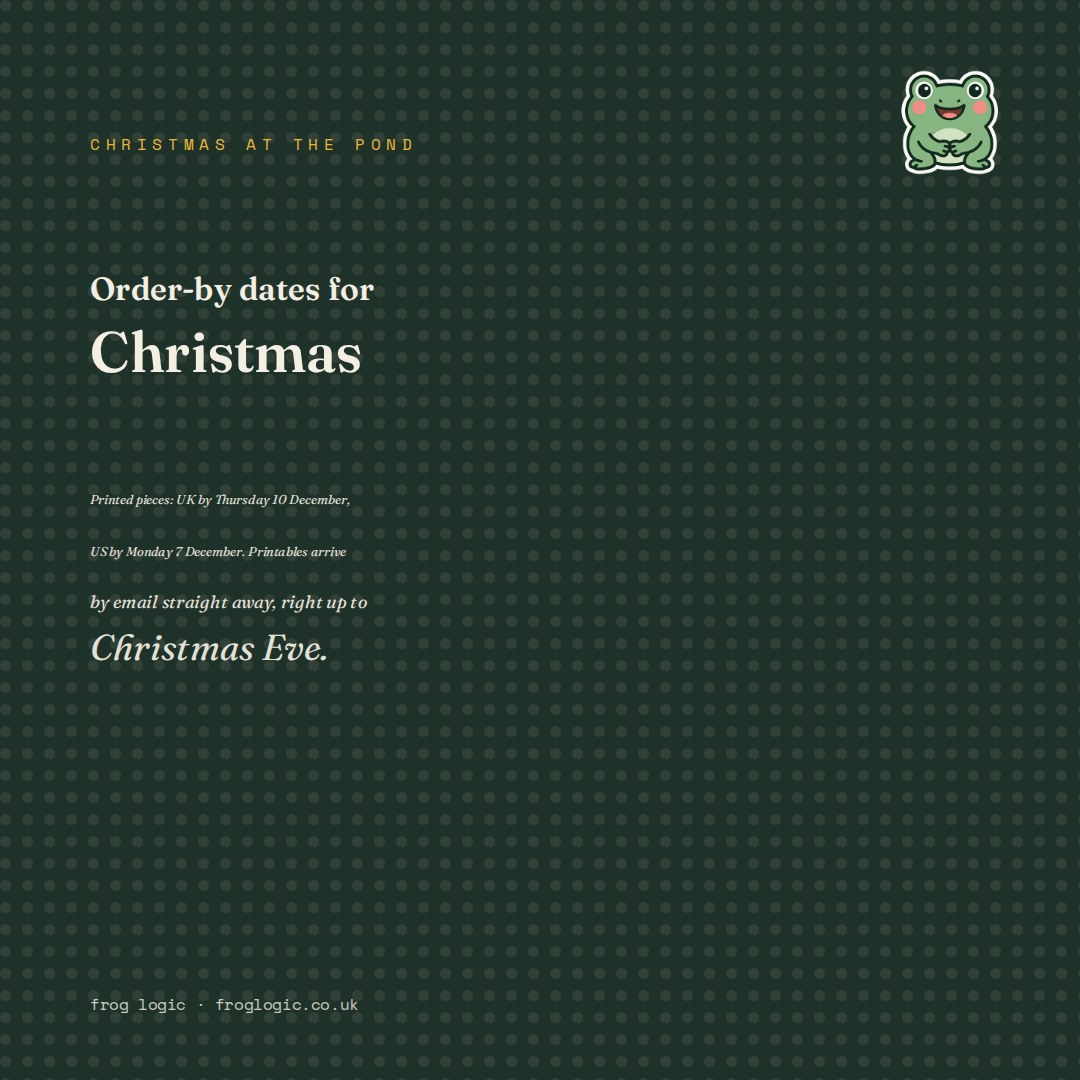 CHRISTMAS AT THE POND
Order-by dates for
Christmas
Printed pieces: UK by Thursday 10 December,
US by Monday 7 December. Printables arrive
by email straight away, right up to
Christmas Eve.
frog logic · froglogic.co.uk